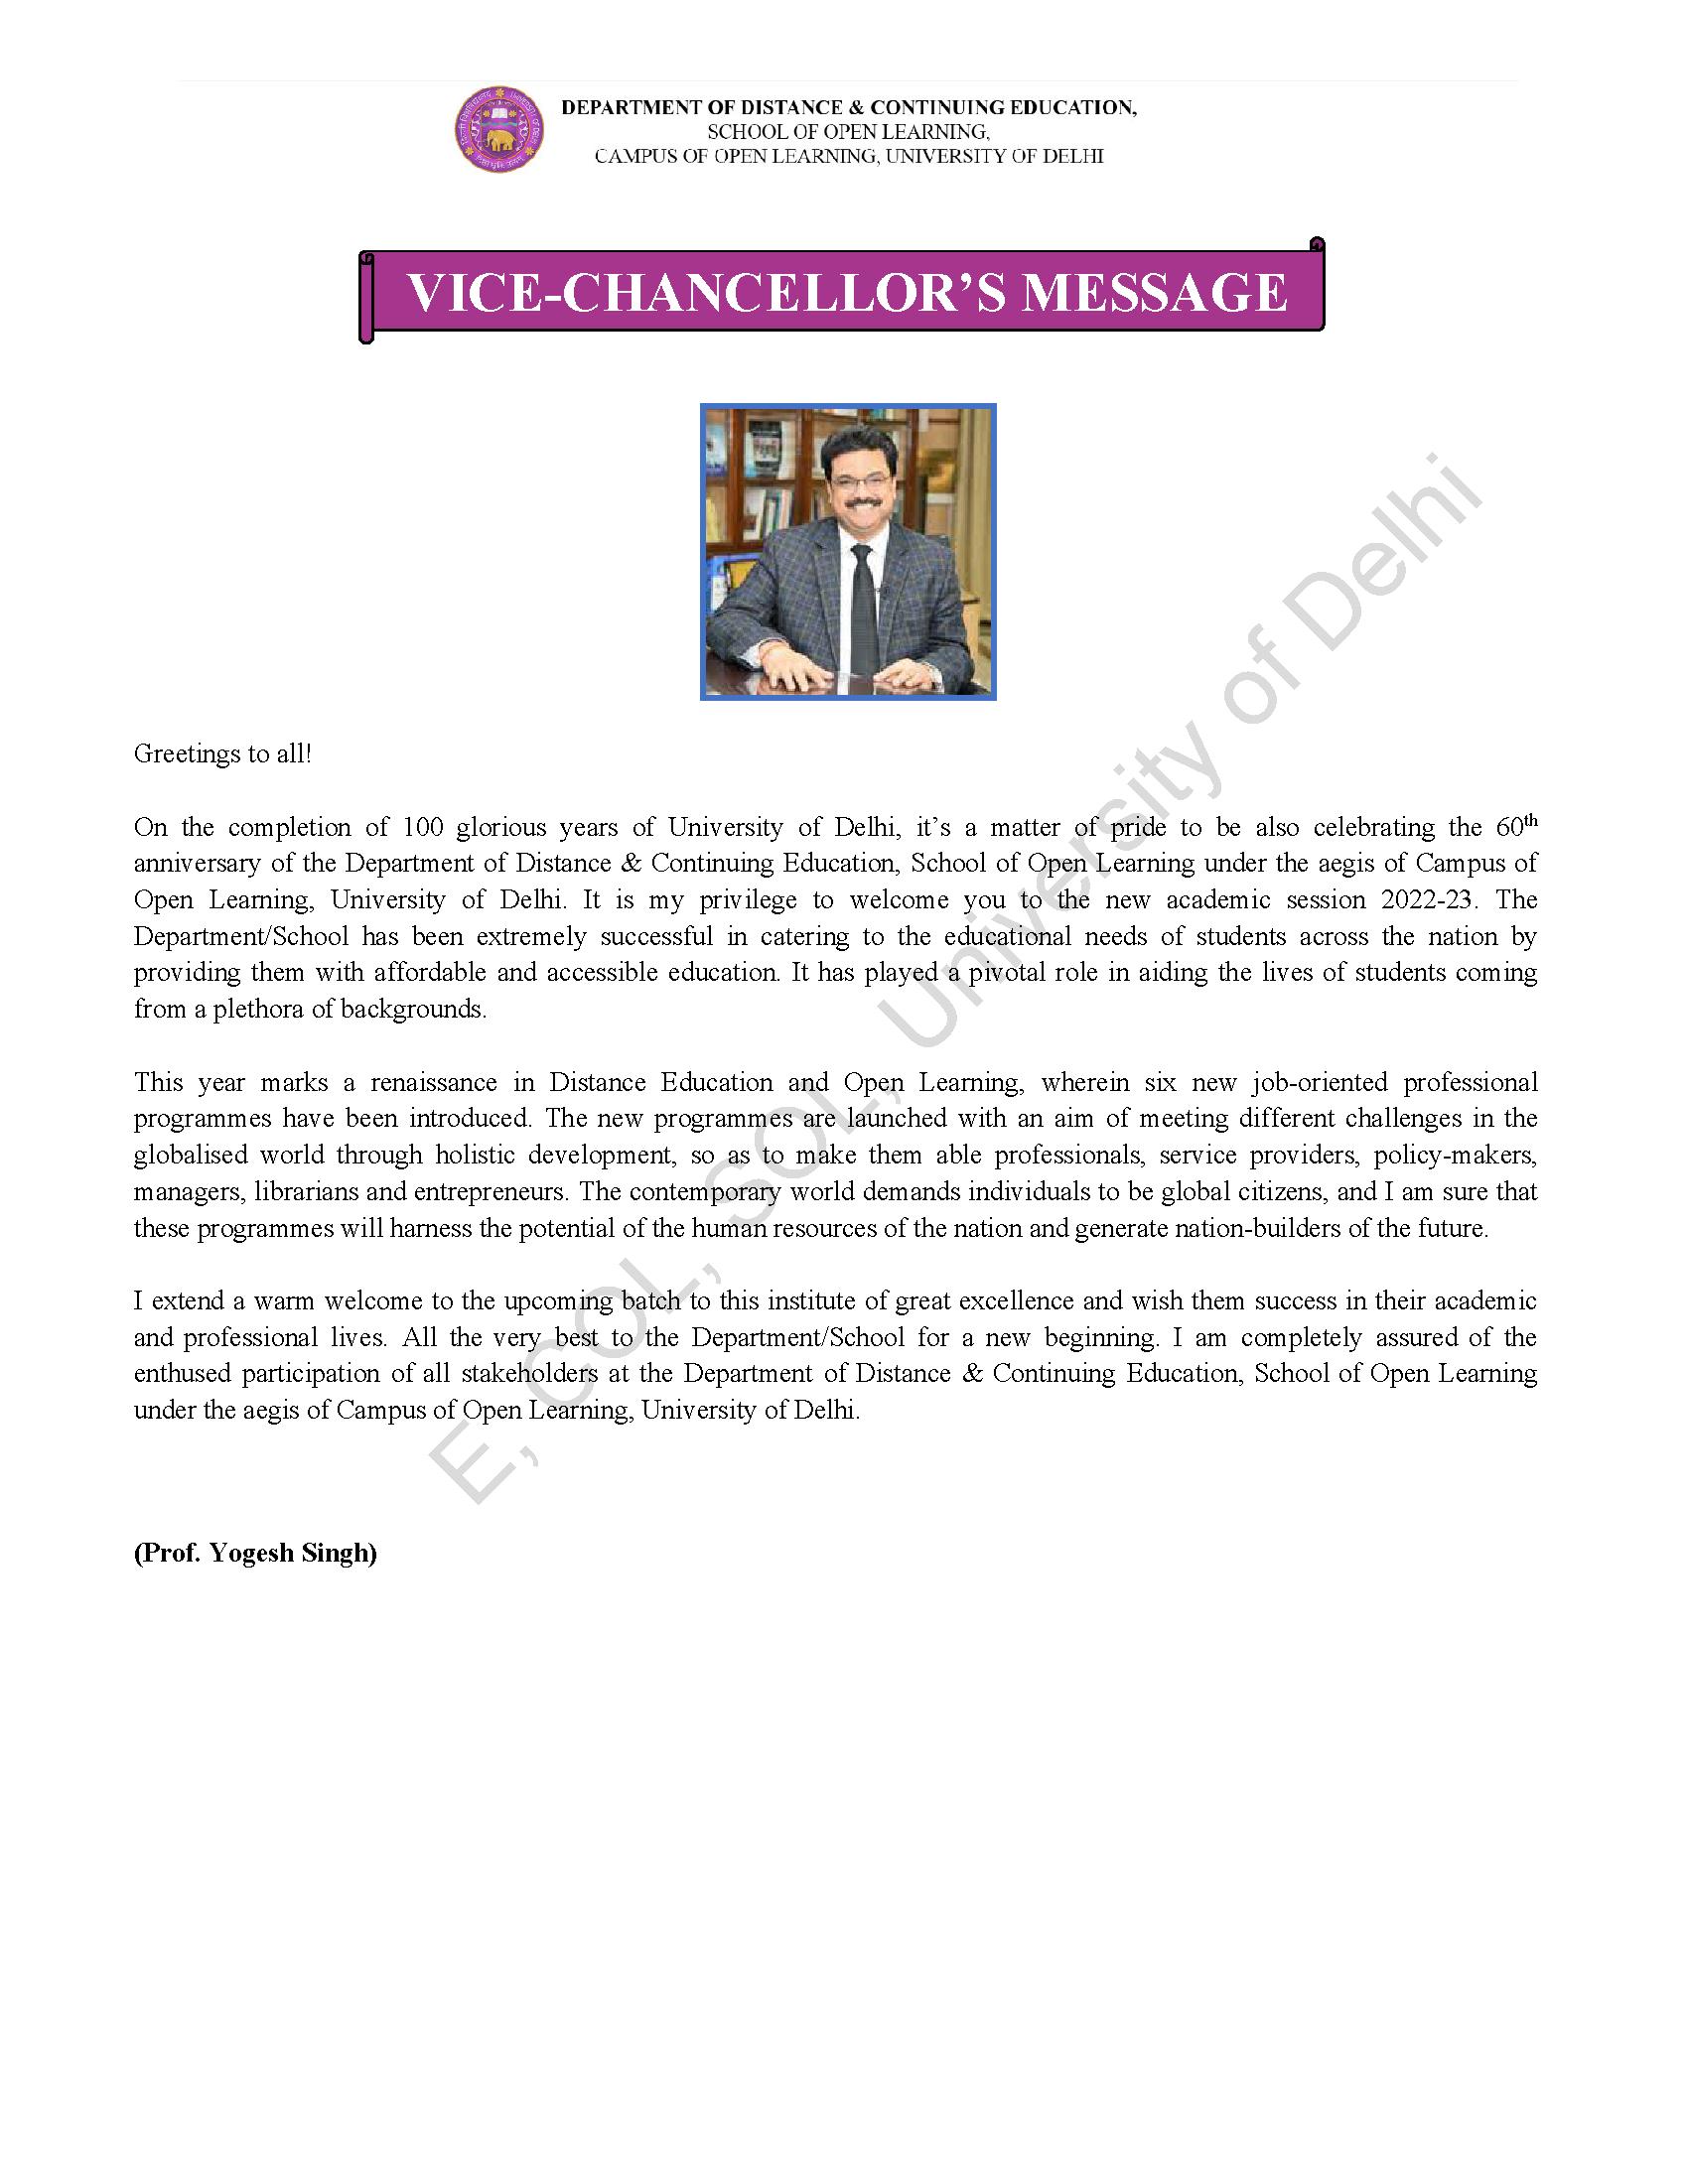 DEPARTMENT OF DISTANCE & CONTINUING EDUCATION,
SCHOOL OF OPEN LEARNING,
CAMPUS OF OPEN LEARNING, UNIVERSITY OF DELHI
VICE-CHANCELLOR’S MESSAGE
Greetings to all!
On the completion of 100 glorious years of University of Delhi, it’s a matter of pride to be also celebrating the 60th
anniversary of the Department of Distance & Continuing Education, School of Open Learning under the aegis of Campus of
Open Learning, University of Delhi. It is my privilege to welcome you to the new academic session 2022-23. The
Department/School has been extremely successful in catering to the educational needs of students across the nation by
providing them with affordable and accessible education. It has played a pivotal role in aiding the lives of students coming
from a plethora of backgrounds.
This year marks a renaissance in Distance Education and Open Learning, wherein six new job-oriented professional
programmes have been introduced. The new programmes are launched with an aim of meeting different challenges in the
globalised world through holistic development, so as to make them able professionals, service providers, policy-makers,
managers, librarians and entrepreneurs. The contemporary world demands individuals to be global citizens, and I am sure that
these programmes will harness the potential of the human resources of the nation and generate nation-builders of the future.
I extend a warm welcome to the upcoming batch to this institute of great excellence and wish them success in their academic
and professional lives. All the very best to the Department/School for a new beginning. I am completely assured of the
enthused participation of all stakeholders at the Department of Distance & Continuing Education, School of Open Learning
under the aegis of Campus of Open Learning, University of Delhi.
(Prof. Yogesh Singh)
E, COL, SOL, University of Delhi